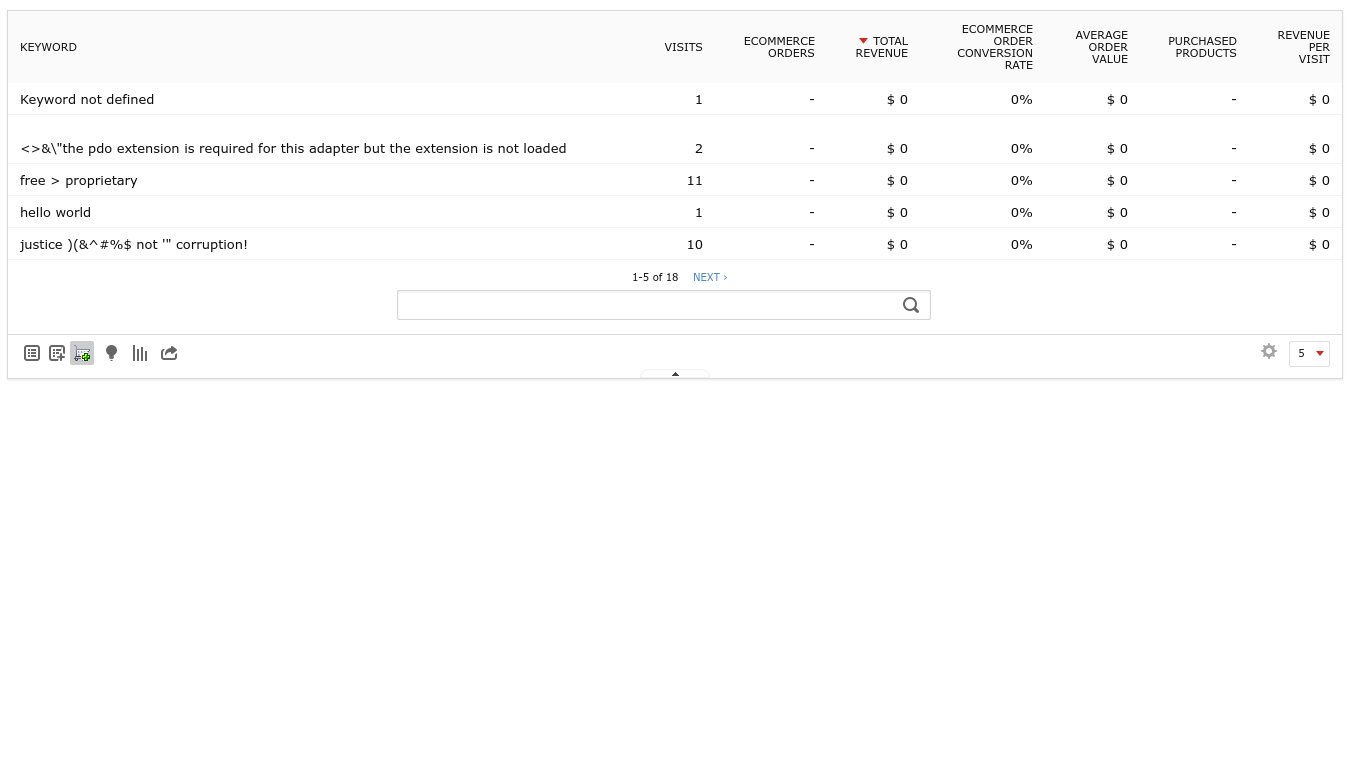 KEYWORD VISITS ECOMMERCE ORDERS TOTAL REVENUE ECOMMERCE ORDER CONVERSION RATE AVERAGE ORDER VALUE PURCHASED PRODUCTS REVENUE PER VISIT
Keyword not defined 1 - $ 0 0% $ 0 - $ 0
<>&\"the pdo extension is required for this adapter but the extension is not loaded 2 - $ 0 0% $ 0 - $ 0
free > proprietary 11 - $ 0 0% $ 0 - $ 0
hello world 1 - $ 0 0% $ 0 - $ 0
justice )(&^#%$ not '" corruption! 10 - $ 0 0% $ 0 - $ 0
1-5 of 18 NEXT ›
5